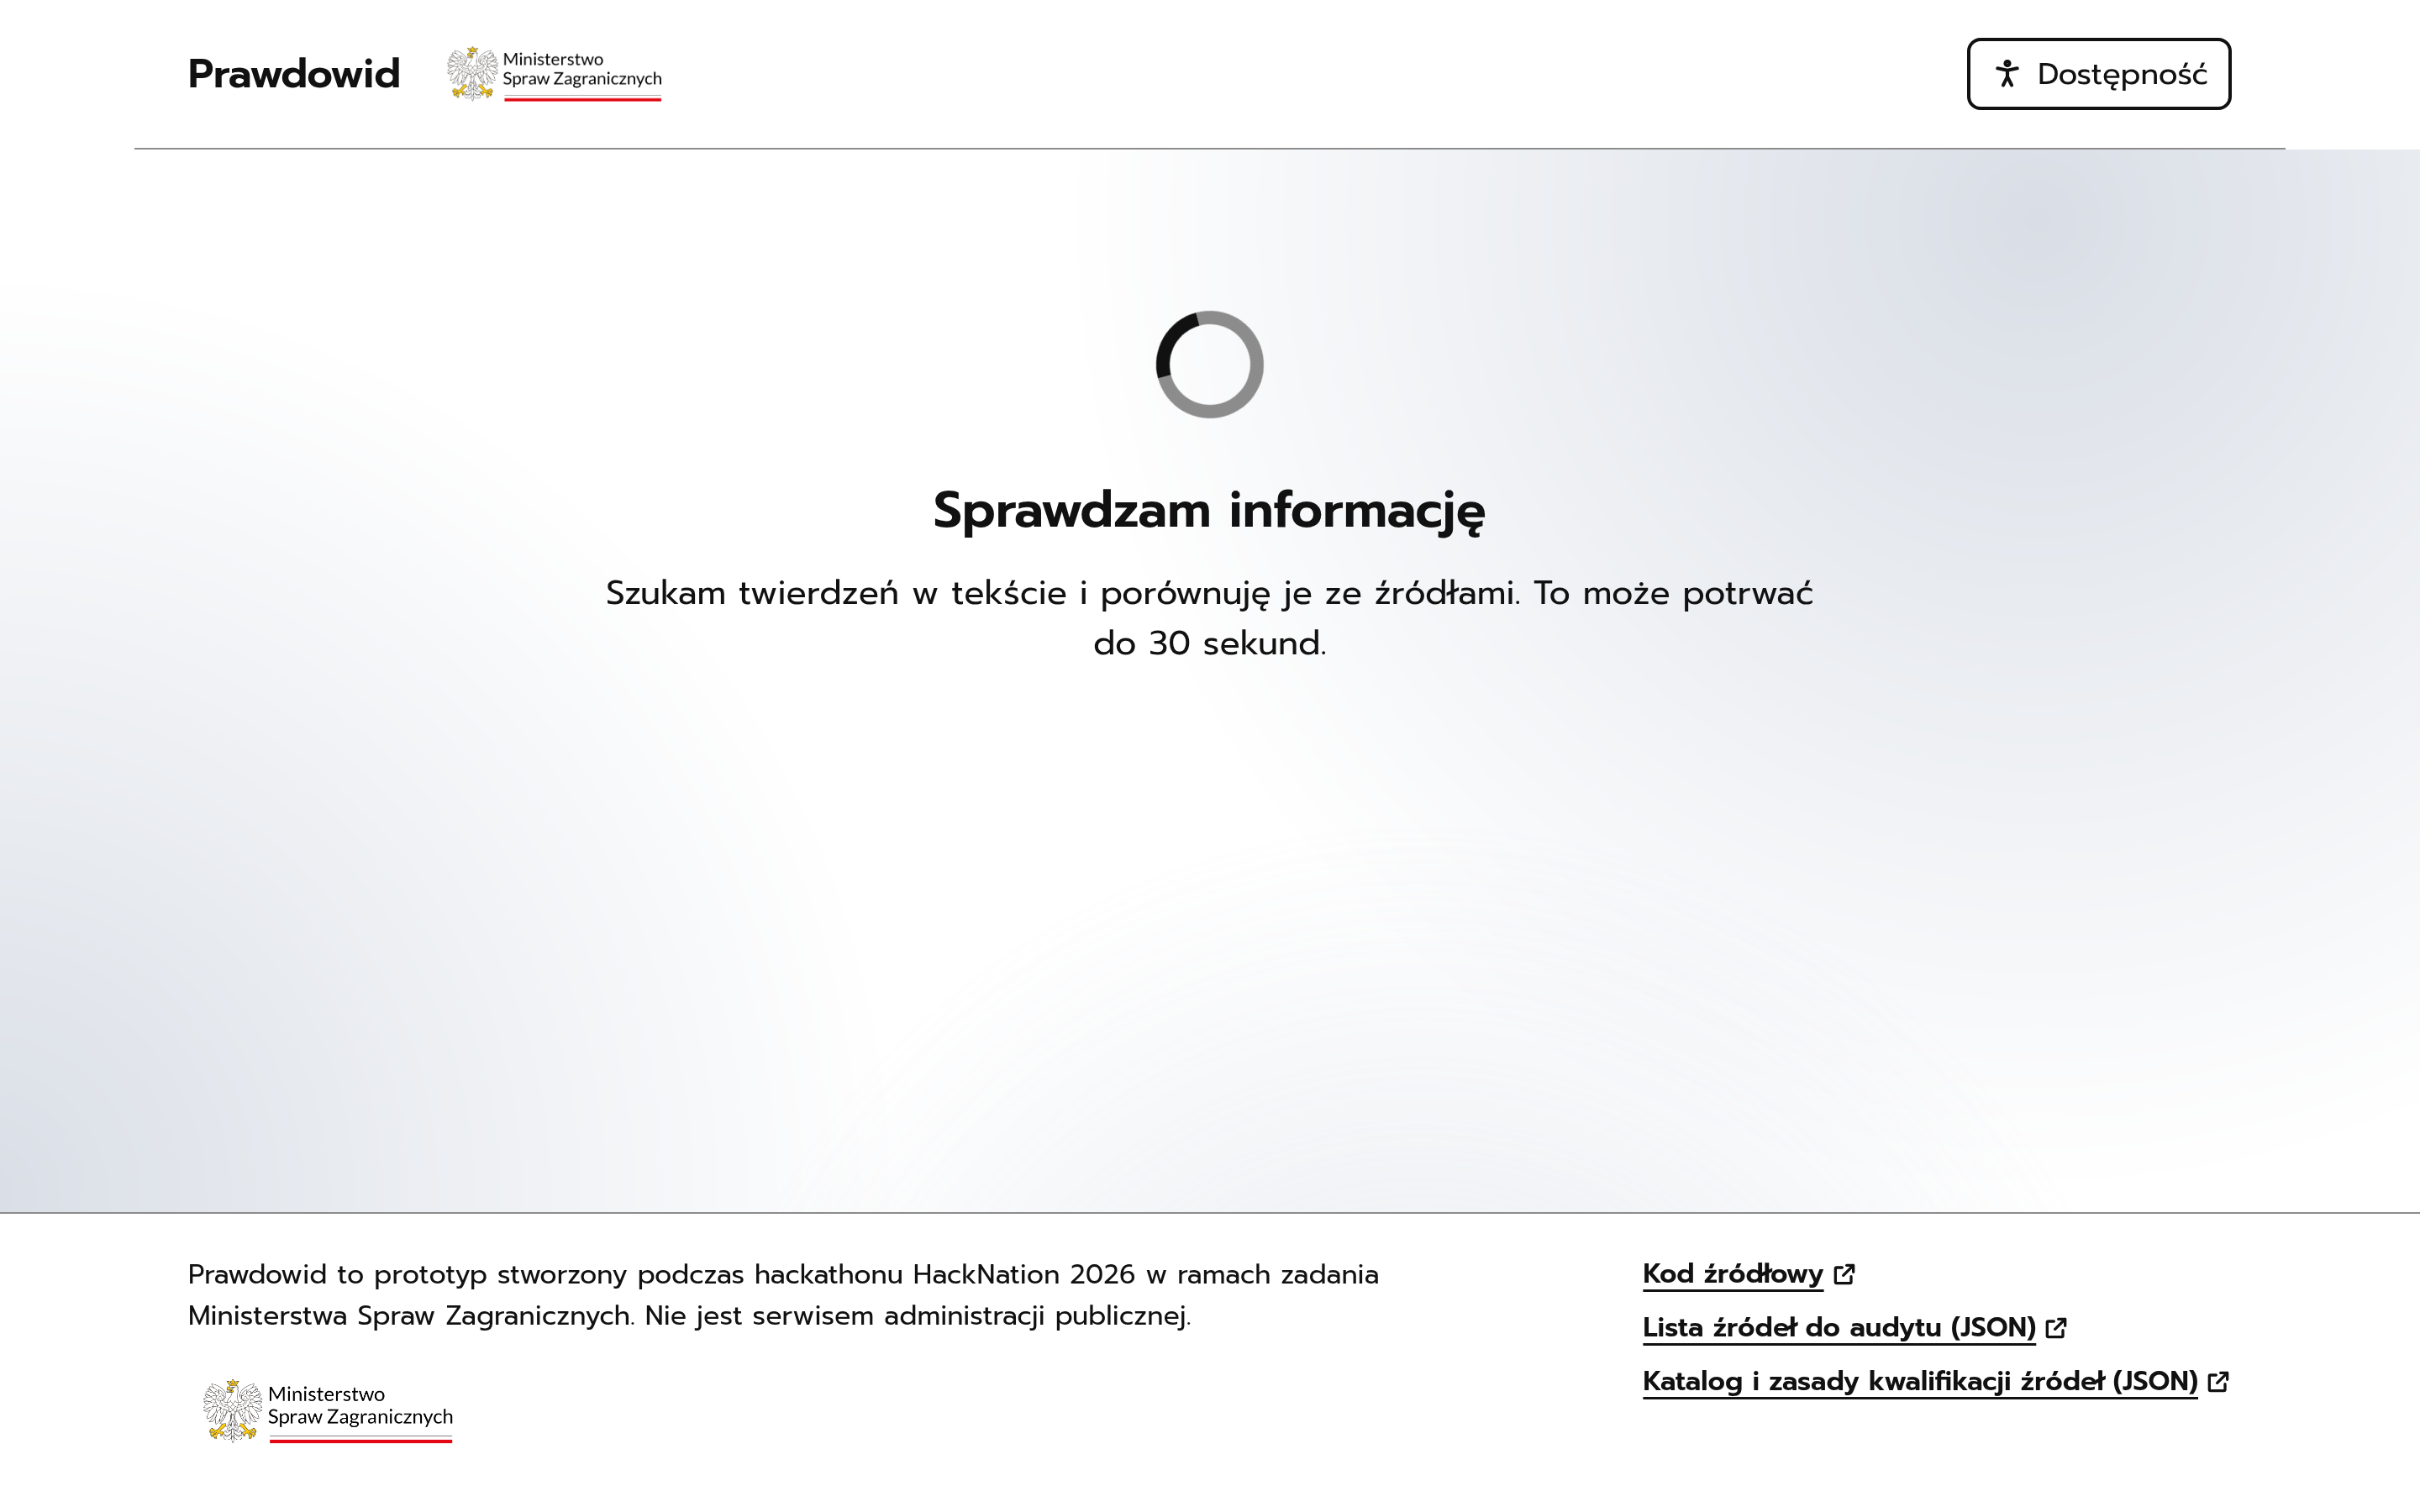 Prawdowid
Ministerstwo
Spraw Zagranicznych
Dostępność
Sprawdzam informację
Szukam twierdzeń w tekście i porównuję je ze źródłami. To może potrwać
do 30 sekund.
Prawdowid to prototyp stworzony podczas hackathonu HackNation 2026 w ramach zadania
Ministerstwa Spraw Zagranicznych. Nie jest serwisem administracji publicznej.
Ministerstwo
Spraw Zagranicznych
Kod źródłowy
Lista źródeł do audytu (JSON)
Katalog i zasady kwalifikacji źródeł (JSON)